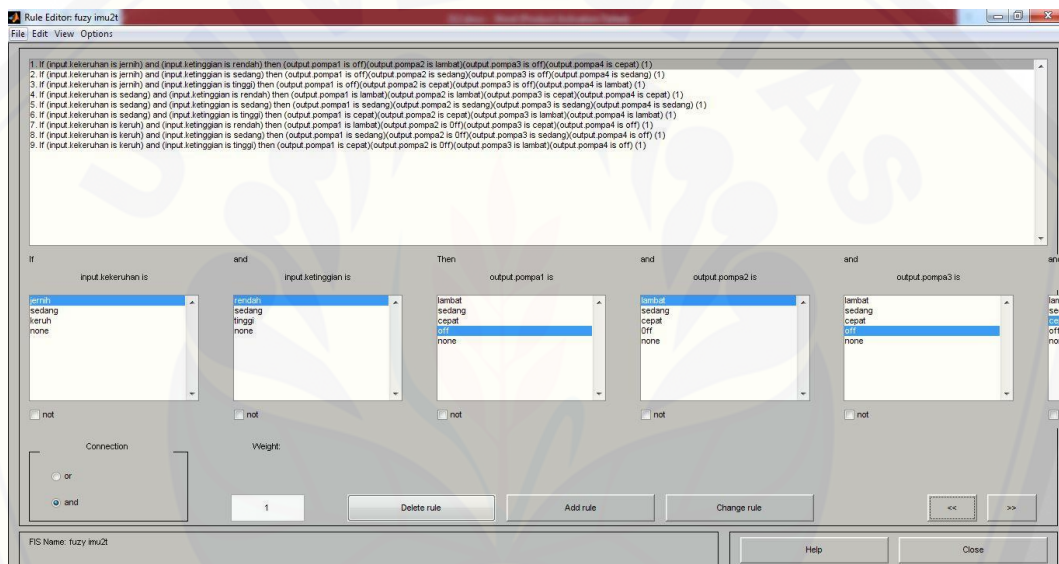 Rule Editor: fuzy imu2t
File Edit View Options
1. If (input.kekeruhan is jernih) and (input.ketinggian is rendah) then (output.pompa1 is off)(output.pompa2 is lambat)(output.pompa3 is off)(output.pompa4 is cepat) (1)
2. If (input.kekeruhan is jernih) and (input.ketinggian is sedang) then (output.pompa1 is off)(output.pompa2 is sedang)(output.pompa3 is off)(output.pompa4 is sedang) (1)
3. If (input.kekeruhan is jernih) and (input.ketinggian is tinggi) then (output.pompa1 is off)(output.pompa2 is cepat)(output.pompa3 is off)(output.pompa4 is lambat) (1)
4. If (input.kekeruhan is sedang) and (input.ketinggian is rendah) then (output.pompa1 is lambat)(output.pompa2 is lambat)(output.pompa3 is cepat)(output.pompa4 is cepat) (1)
5. If (input.kekeruhan is sedang) and (input.ketinggian is sedang) then (output.pompa1 is sedang)(output.pompa2 is sedang)(output.pompa3 is sedang)(output.pompa4 is sedang) (1)
6. If (input.kekeruhan is sedang) and (input.ketinggian is tinggi) then (output.pompa1 is cepat)(output.pompa2 is cepat)(output.pompa3 is lambat)(output.pompa4 is lambat) (1)
7. If (input.kekeruhan is keruh) and (input.ketinggian is rendah) then (output.pompa1 is lambat)(output.pompa2 is 0ff)(output.pompa3 is cepat)(output.pompa4 is off) (1)
8. If (input.kekeruhan is keruh) and (input.ketinggian is sedang) then (output.pompa1 is sedang)(output.pompa2 is 0ff)(output.pompa3 is sedang)(output.pompa4 is off) (1)
9. If (input.kekeruhan is keruh) and (input.ketinggian is tinggi) then (output.pompa1 is cepat)(output.pompa2 is 0ff)(output.pompa3 is lambat)(output.pompa4 is off) (1)
If and Then and and an
input.kekeruhan is input.ketinggian is output.pompa1 is output.pompa2 is output.pompa3 is
jernih rendah lambat lambat lambat lan
sedang sedang sedang sedang sedang se
keruh tinggi cepat cepat cepat ce
none none off 0ff off off
none none none no
not not not not not
Connection Weight:
or
and 1 Delete rule Add rule Change rule << >>
FIS Name: fuzy imu2t Help Close